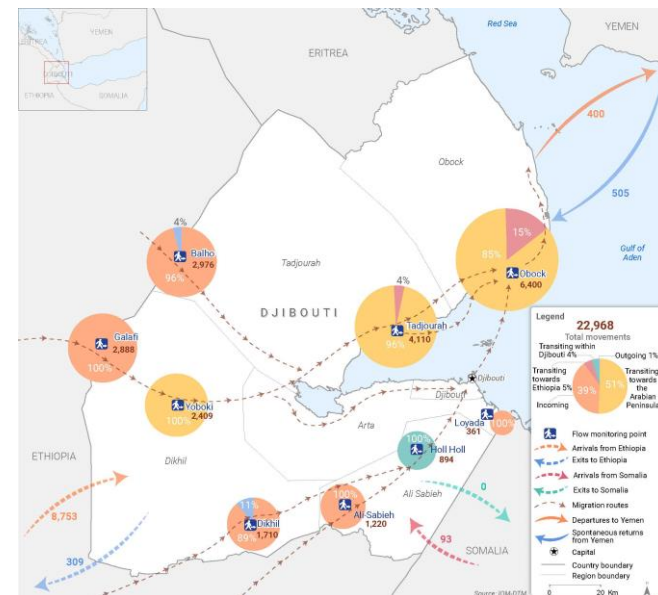 Red Sea
YEMEN
YEMEN
ERITREA
ETHIOPIA
SOMALIA
400
505
Obock
Gulf of
Aden
4%
Balho
2,976
96%
Tadjourah
15%
85%
Obock
6,400
4%
DJIBOUTI
Tadjourah
4,110
96%
Galafi
2,888
100%
Yoboki
2,409
100%
Djibouti
Djibouti
Loyada
361
100%
Arta
100%
Holl Holl
894
ETHIOPIA
Dikhil
Ali Sabieh
0
8,753
309
11%
Dikhil
1,710
89%
100%
Ali-Sabieh
1,220
93
SOMALIA
Legend
22,968
Total movements
Transiting within
Djibouti 4%
Outgoing 1%
Transiting
towards
Ethiopia 5%
Incoming
39%
51%
Transiting
towards
the
Arabian
Peninsula
Flow monitoring point
Arrivals from Ethiopia
Exits to Ethiopia
Arrivals from Somalia
Exits to Somalia
Migration routes
Departures to Yemen
Spontaneous returns
from Yemen
Capital
Country boundary
Region boundary
0 20 Km
Source: IOM-DTM